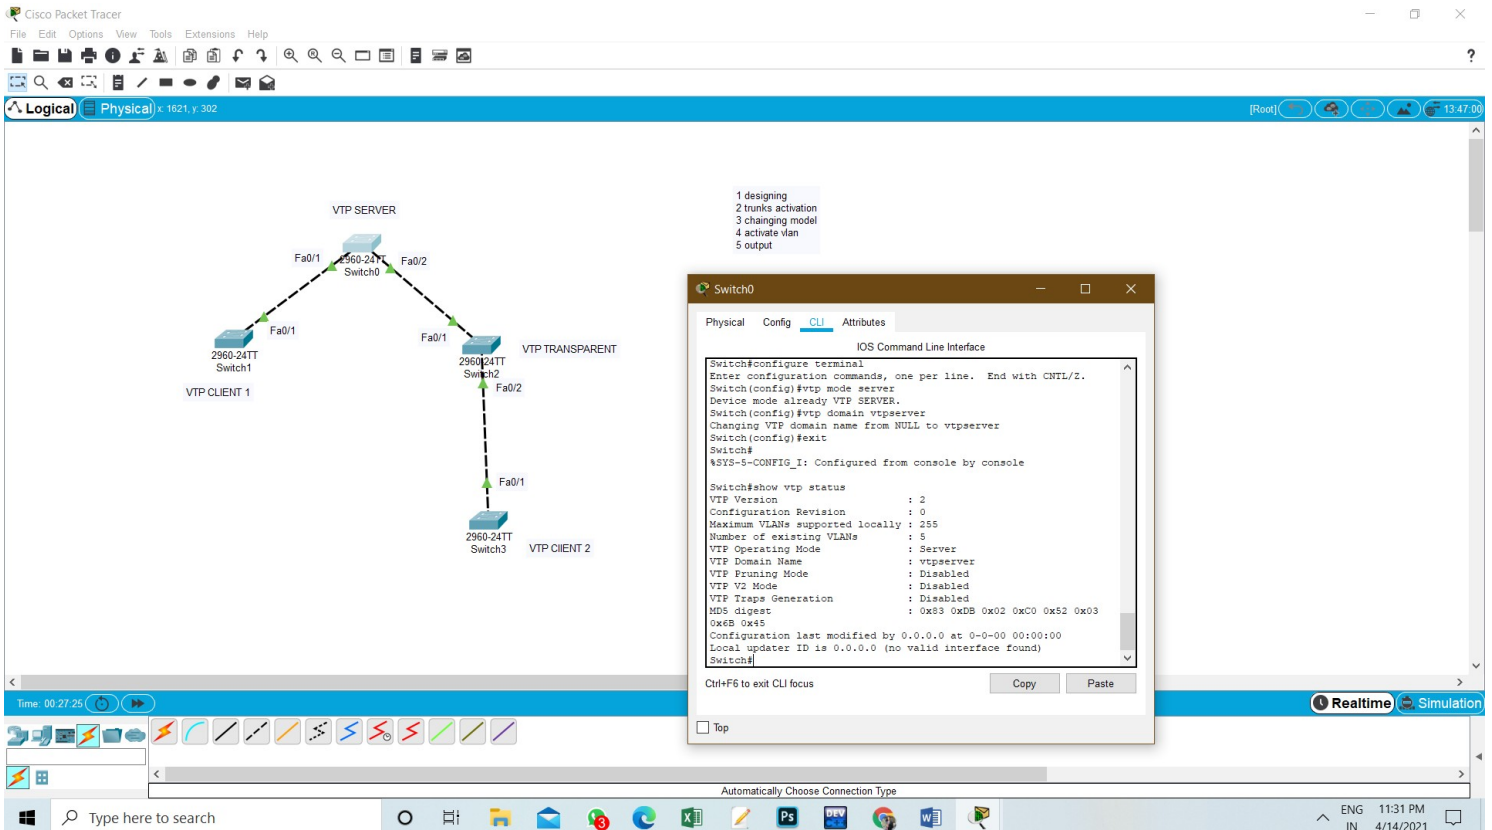 Cisco Packet Tracer
File Edit Options View Tools Extensions Help
?
Logical Physical x: 1621, y: 302 [Root] 13:47:00
1 designing
2 trunks activation
3 chainging model
4 activate vlan
5 output
VTP SERVER
Fa0/1 2960-24TT Fa0/2
Switch0
Fa0/1
2960-24TT
Switch1
VTP CLIENT 1
Fa0/1
2960-24TT
Switch2
VTP TRANSPARENT
Fa0/2
Fa0/1
2960-24TT
Switch3
VTP ClIENT 2
Switch0
Physical Config CLI Attributes
IOS Command Line Interface
Switch#configure terminal
Enter configuration commands, one per line. End with CNTL/Z.
Switch(config)#vtp mode server
Device mode already VTP SERVER.
Switch(config)#vtp domain vtpserver
Changing VTP domain name from NULL to vtpserver
Switch(config)#exit
Switch#
%SYS-5-CONFIG_I: Configured from console by console
Switch#show vtp status
VTP Version : 2
Configuration Revision : 0
Maximum VLANs supported locally : 255
Number of existing VLANs : 5
VTP Operating Mode : Server
VTP Domain Name : vtpserver
VTP Pruning Mode : Disabled
VTP V2 Mode : Disabled
VTP Traps Generation : Disabled
MD5 digest : 0x83 0xDB 0x02 0xC0 0x52 0x03
0x6B 0x45
Configuration last modified by 0.0.0.0 at 0-0-00 00:00:00
Local updater ID is 0.0.0.0 (no valid interface found)
Switch#
Ctrl+F6 to exit CLI focus Copy Paste
Top
Time: 00:27:25 Realtime Simulation
Automatically Choose Connection Type
Type here to search
3
Ps
DEV
ENG 11:31 PM
IN 4/14/2021